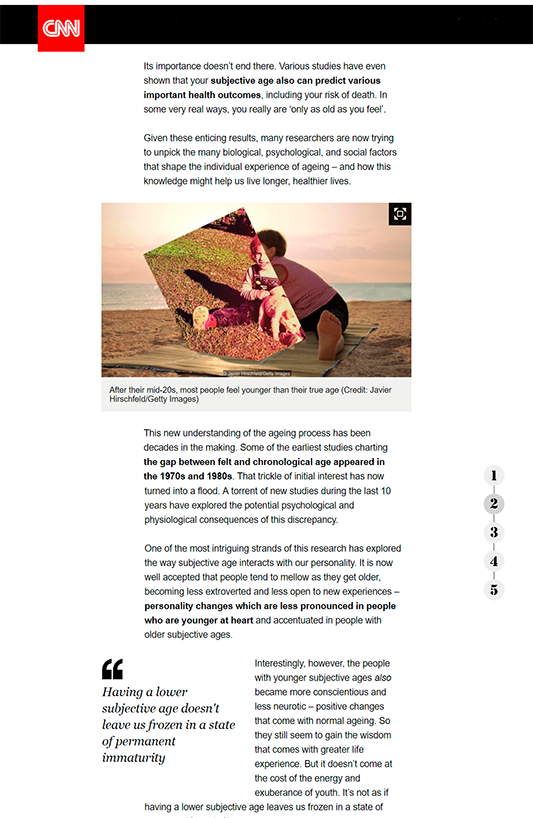 CNN
Its importance doesn't end there. Various studies have even
shown that your subjective age also can predict various
important health outcomes, including your risk of death. In
some very real ways, you really are 'only as old as you feel'.
Given these enticing results, many researchers are now trying
to unpick the many biological, psychological, and social factors
that shape the individual experience of ageing – and how this
knowledge might help us live longer, healthier lives.
© Javier Hirschfeld/Getty Images
After their mid-20s, most people feel younger than their true age (Credit: Javier
Hirschfeld/Getty Images)
This new understanding of the ageing process has been
decades in the making. Some of the earliest studies charting
the gap between felt and chronological age appeared in
the 1970s and 1980s. That trickle of initial interest has now
turned into a flood. A torrent of new studies during the last 10
years have explored the potential psychological and
physiological consequences of this discrepancy.
1
2
3
4
5
One of the most intriguing strands of this research has explored
the way subjective age interacts with our personality. It is now
well accepted that people tend to mellow as they get older,
becoming less extroverted and less open to new experiences –
personality changes which are less pronounced in people
who are younger at heart and accentuated in people with
older subjective ages.
“
Having a lower
subjective age doesn't
leave us frozen in a state
of permanent
immaturity
Interestingly, however, the people
with younger subjective ages also
became more conscientious and
less neurotic – positive changes
that come with normal ageing. So
they still seem to gain the wisdom
that comes with greater life
experience. But it doesn't come at
the cost of the energy and
exuberance of youth. It's not as if
having a lower subjective age leaves us frozen in a state of